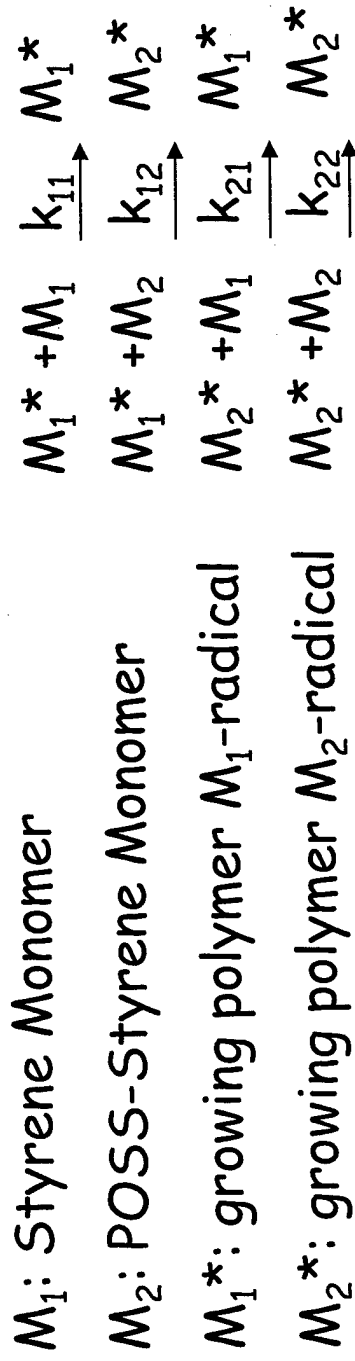 M₁: Styrene Monomer
M₂: POSS-Styrene Monomer
M₁*: growing polymer M₁-radical
M₂*: growing polymer M₂-radical
M₁* +M₁ k₁₁ → M₁*
M₁* +M₂ k₁₂ → M₂*
M₂* +M₁ k₂₁ → M₁*
M₂* +M₂ k₂₂ → M₂*